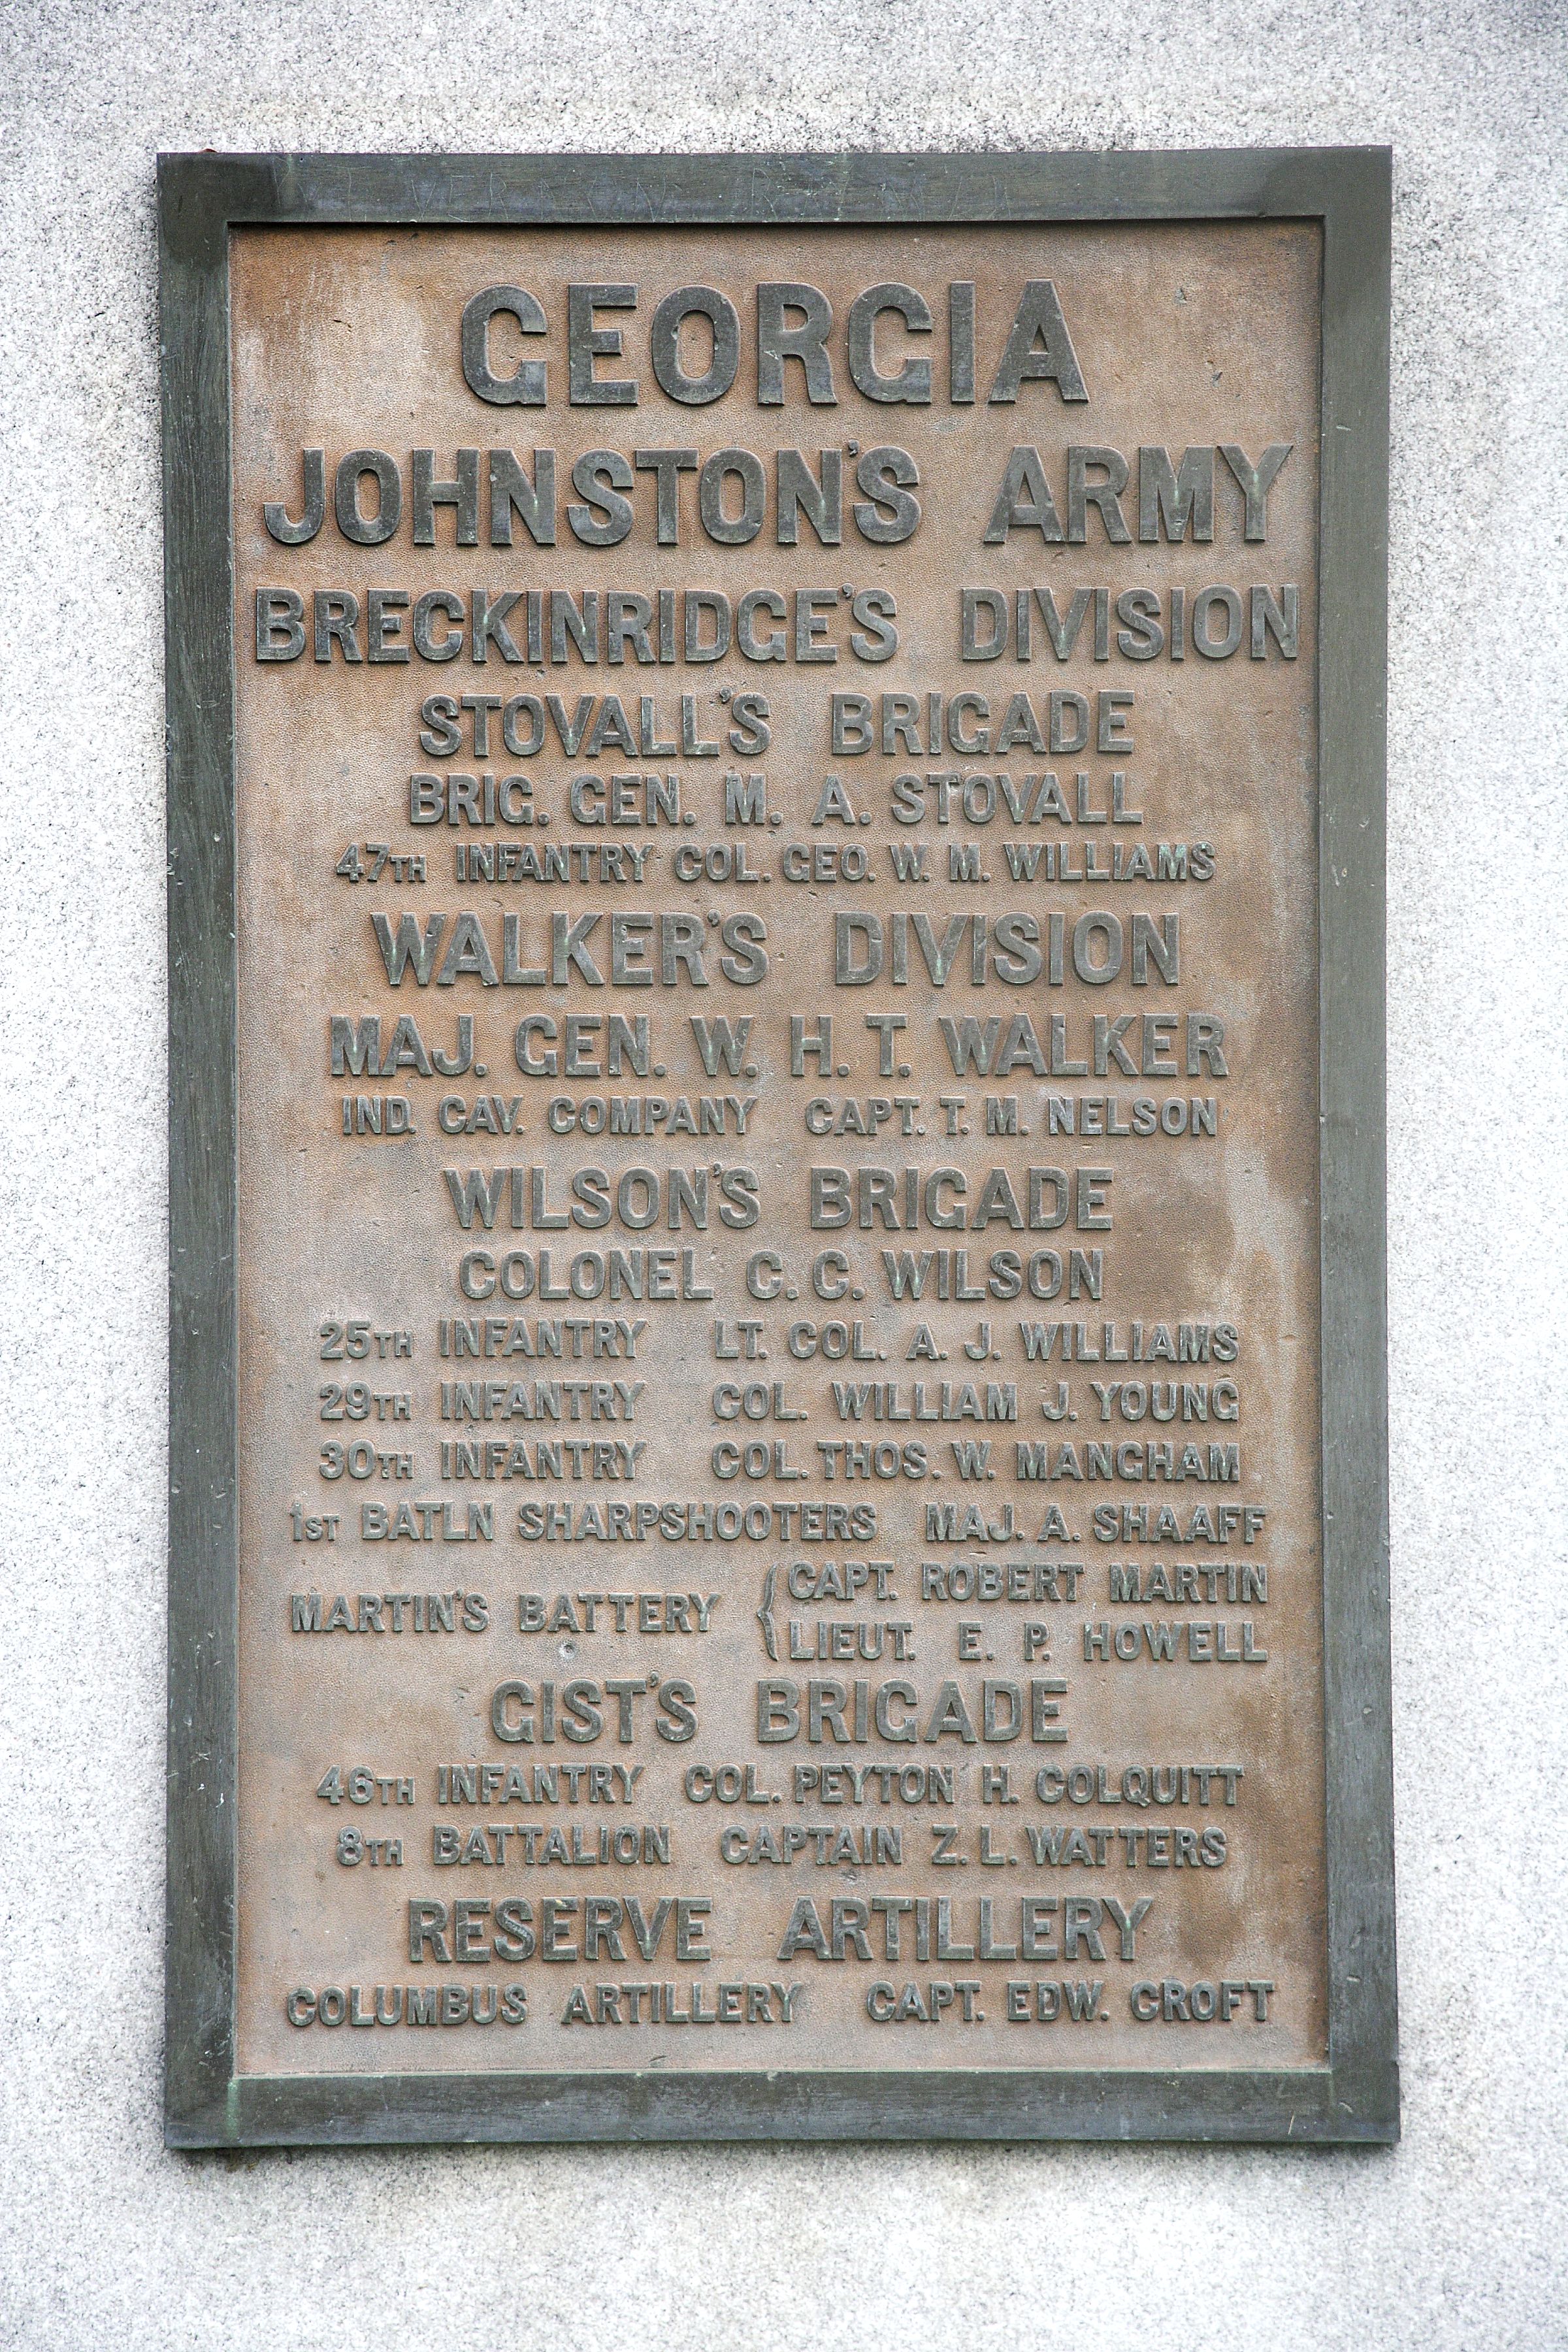 GEORGIA
JOHNSTON'S ARMY
BRECKINRIDGE'S DIVISION
STOVALL'S BRIGADE
BRIG. GEN. M. A. STOVALL
47TH INFANTRY COL. GEO. W. M. WILLIAMS
WALKER'S DIVISION
MAJ. GEN. W. H. T. WALKER
IND. CAV. COMPANY CAPT. T. M. NELSON
WILSON'S BRIGADE
COLONEL C. C. WILSON
25TH INFANTRY LT. COL. A. J. WILLIAMS
29TH INFANTRY COL. WILLIAM J. YOUNG
30TH INFANTRY COL. THOS. W. MANGHAM
1ST BATLN SHARPSHOOTERS MAJ. A. SHAAFF
MARTIN'S BATTERY { CAPT. ROBERT MARTIN
LIEUT. E. P. HOWELL
GIST'S BRIGADE
46TH INFANTRY COL. PEYTON H. COLQUITT
8TH BATTALION CAPTAIN Z. L. WATTERS
RESERVE ARTILLERY
COLUMBUS ARTILLERY CAPT. EDW. CROFT